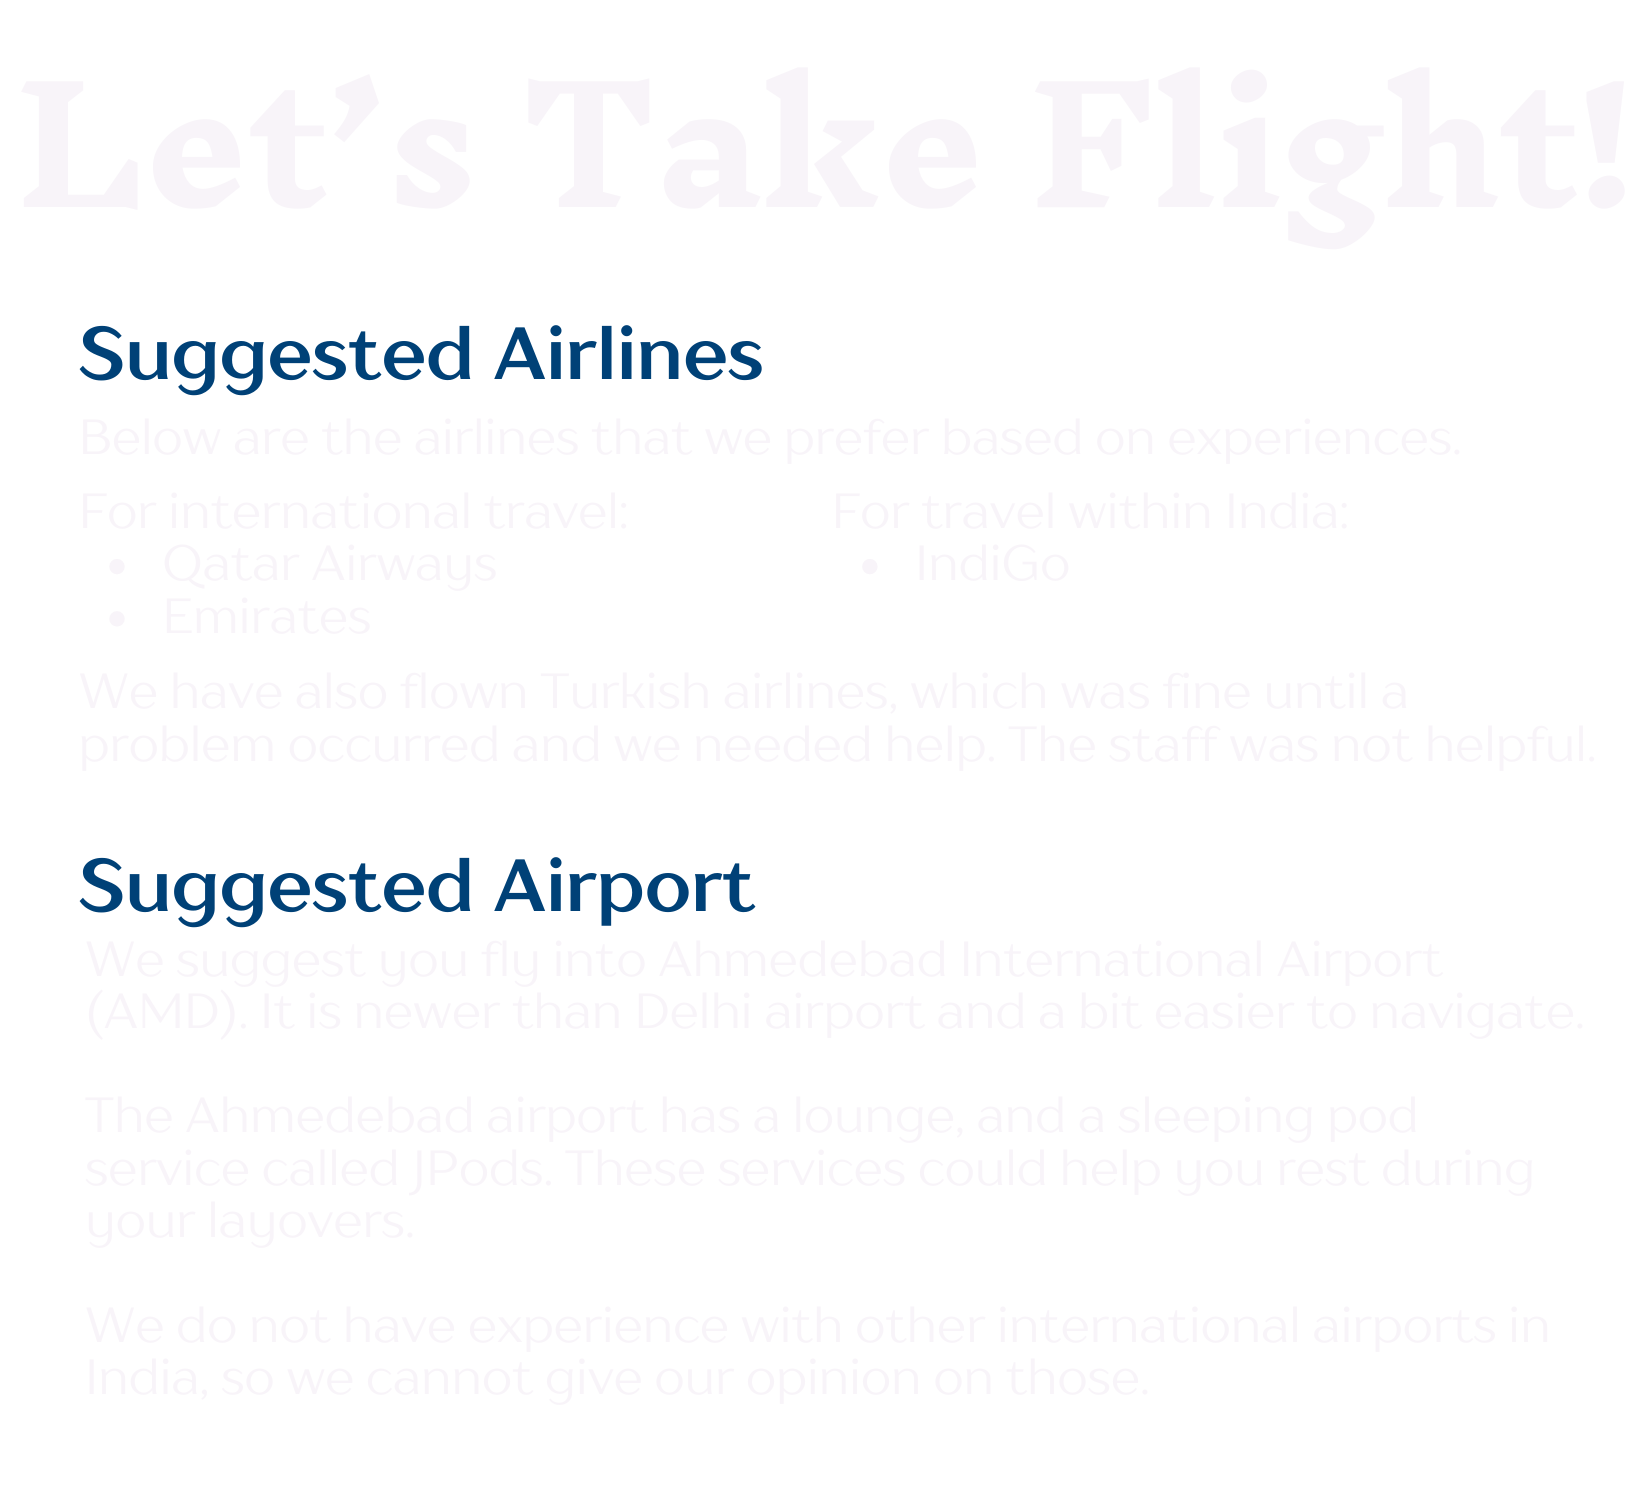 Let's Take Flight!
Suggested Airlines
Below are the airlines that we prefer based on experiences.
For international travel:
• Qatar Airways
• Emirates
For travel within India:
• IndiGo
We have also flown Turkish airlines, which was fine until a
problem occurred and we needed help. The staff was not helpful.
Suggested Airport
We suggest you fly into Ahmedebad International Airport
(AMD). It is newer than Delhi airport and a bit easier to navigate.
The Ahmedebad airport has a lounge, and a sleeping pod
service called JPods. These services could help you rest during
your layovers.
We do not have experience with other international airports in
India, so we cannot give our opinion on those.